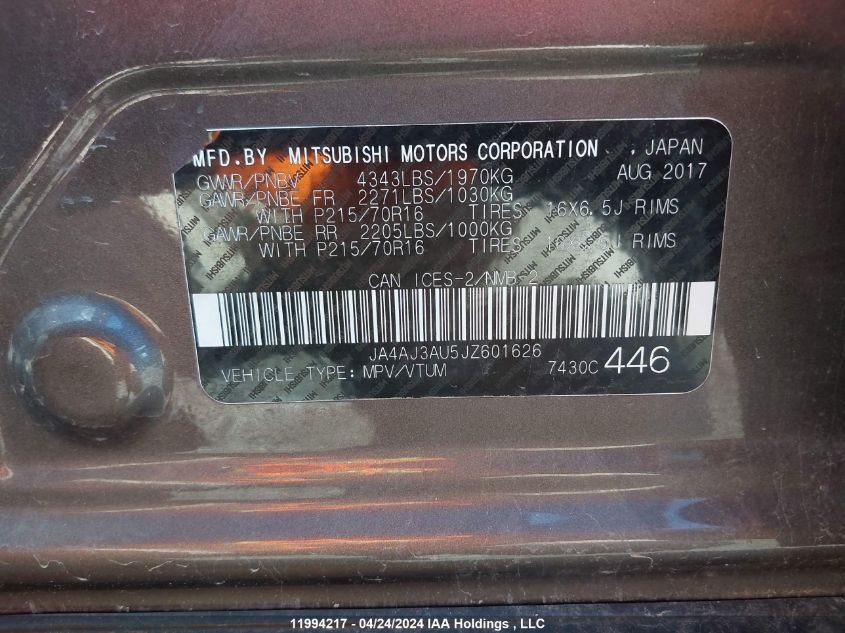 MFD.BY MITSUBISHI MOTORS CORPORATION , JAPAN
GVWR/PNBV 4343LBS/1970KG AUG 2017
GAWR/PNBE FR 2271LBS/1030KG
WITH P215/70R16 TIRES, 16X6.5J RIMS
GAWR/PNBE RR 2205LBS/1000KG
WITH P215/70R16 TIRES, RIMS
CAN ICES-2/NMB-2
JA4AJ3AU5JZ601626
VEHICLE TYPE: MPV/VTUM 7430C 446
11994217 - 04/24/2024 IAA Holdings , LLC